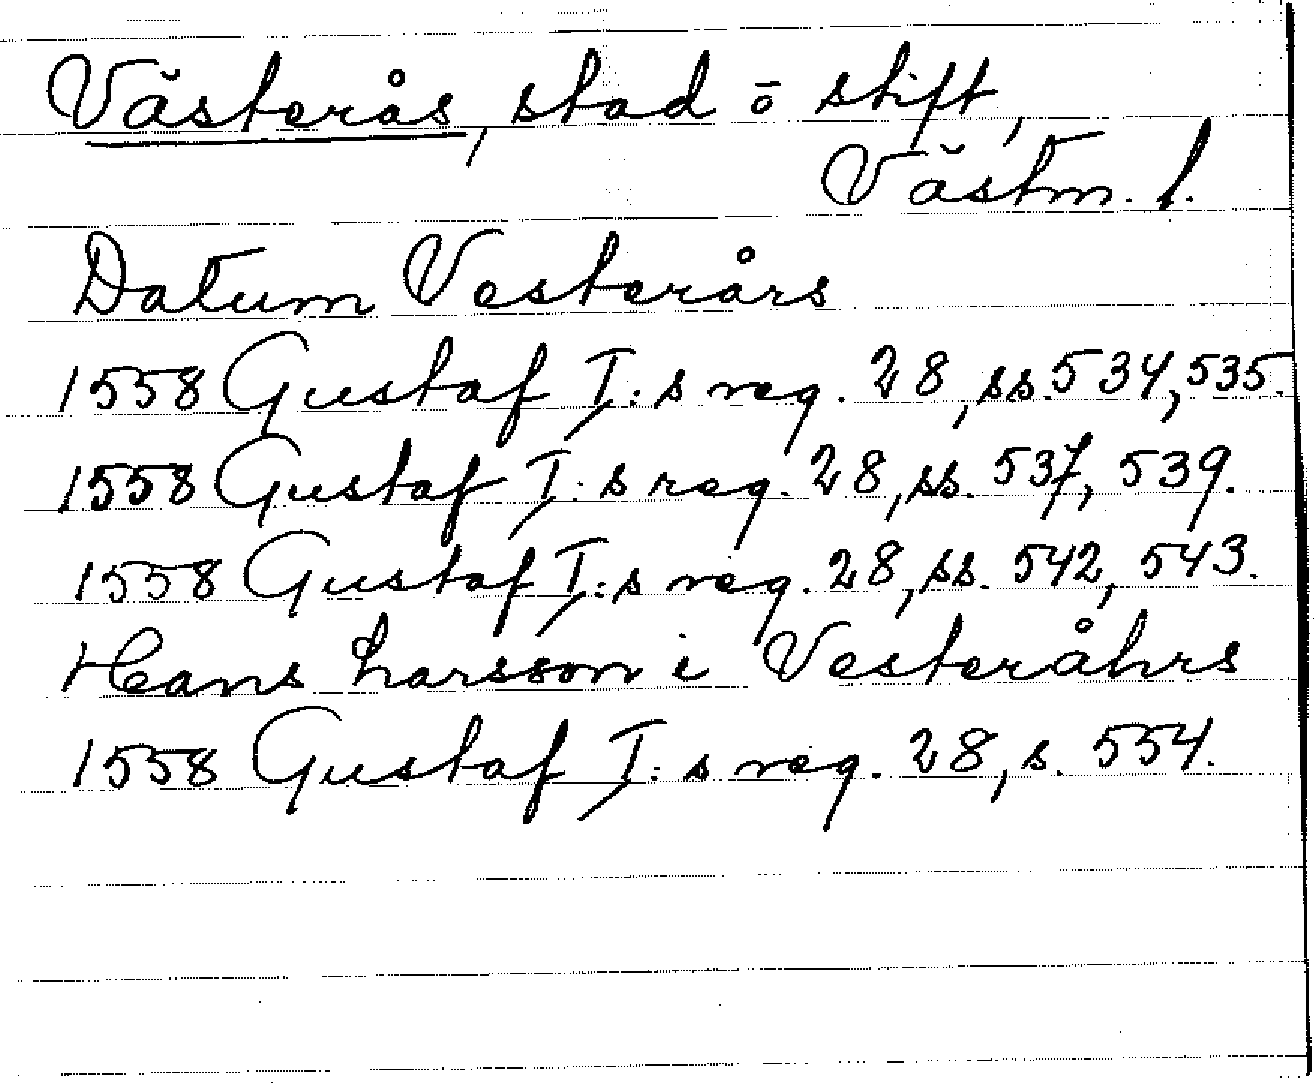 Västerås, stad o stift,
Västm. l.
Datum Vesterårs
1558 Gustaf I:s reg. 28, ss. 534, 535.
1558 Gustaf I:s reg. 28, ss. 537, 539.
1558 Gustaf I:s reg. 28, ss. 542, 543.
Hans Larsson i Vesteråhrs
1558 Gustaf I:s reg. 28, s. 554.